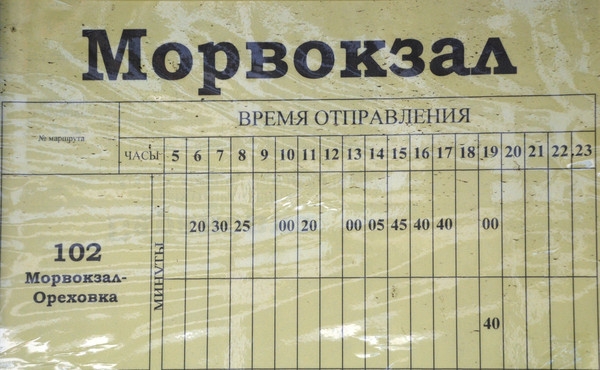 Морвокзал
ВРЕМЯ ОТПРАВЛЕНИЯ
№ маршрута
ЧАСЫ 5 6 7 8 9 10 11 12 13 14 15 16 17 18 19 20 21 22 23
МИНУТЫ
20 30 25 00 20 00 05 45 40 40 00
102
Морвокзал-
Ореховка
40